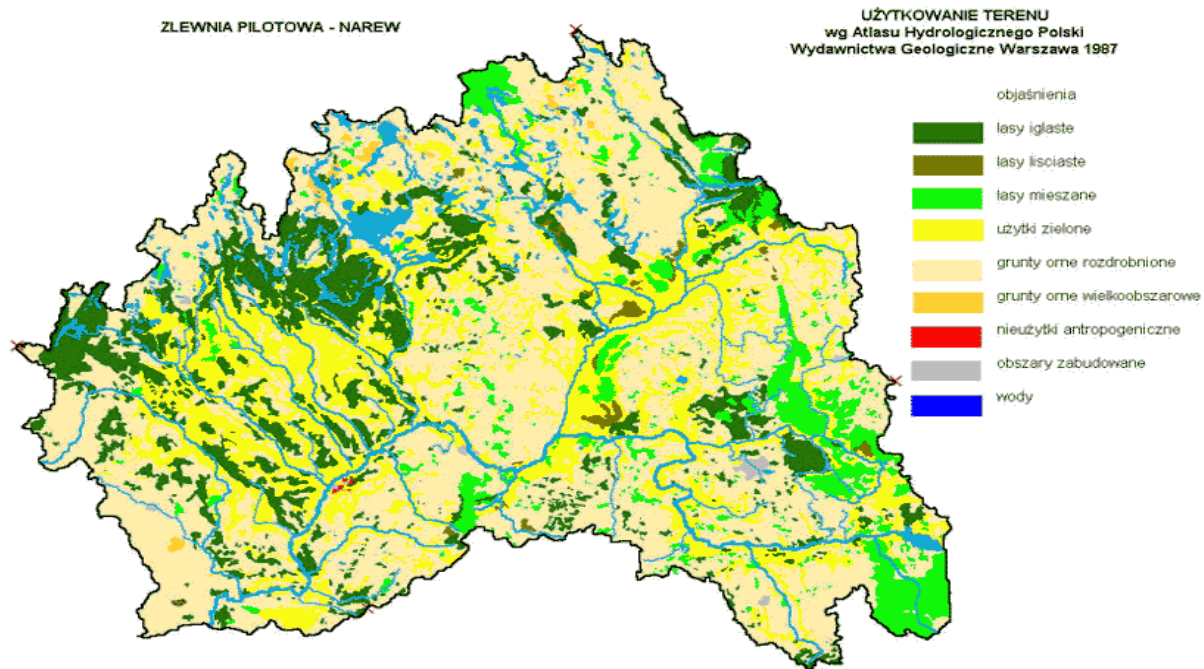 ZLEWNIA PILOTOWA - NAREW
UŻYTKOWANIE TERENU
wg Atlasu Hydrologicznego Polski
Wydawnictwa Geologiczne Warszawa 1987
objaśnienia
lasy iglaste
lasy lisciaste
lasy mieszane
użytki zielone
grunty orne rozdrobnione
grunty orne wielkoobszarowe
nieużytki antropogeniczne
obszary zabudowane
wody